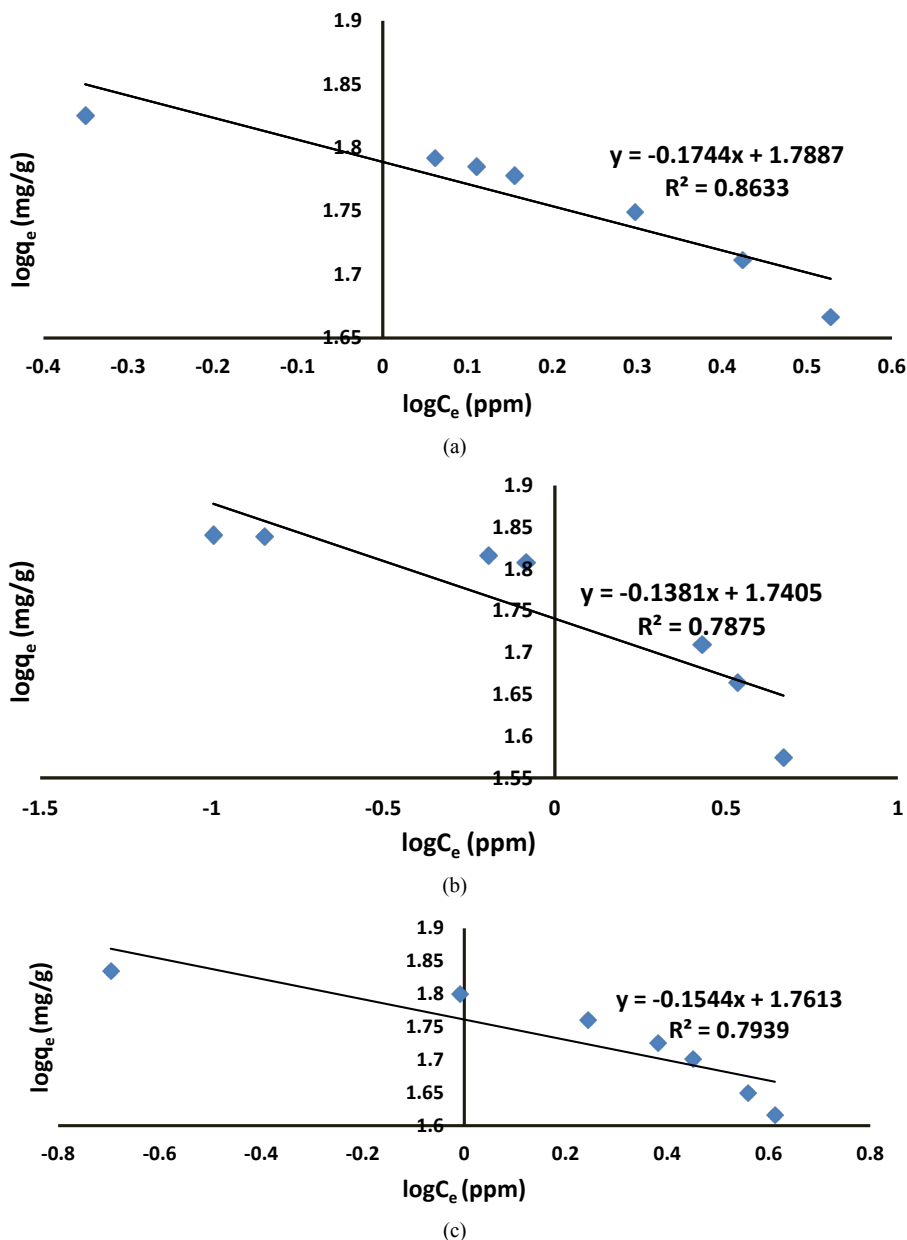 1.9
1.85
1.8
1.75
1.7
1.65
y = -0.1744x + 1.7887
R² = 0.8633
logqₑ (mg/g)
-0.4 -0.3 -0.2 -0.1 0 0.1 0.2 0.3 0.4 0.5 0.6
logCₑ (ppm)
(a)
1.9
1.85
1.8
1.75
1.7
1.65
1.6
1.55
y = -0.1381x + 1.7405
R² = 0.7875
logqₑ (mg/g)
-1.5 -1 -0.5 0 0.5 1
logCₑ (ppm)
(b)
1.9
1.85
1.8
1.75
1.7
1.65
1.6
y = -0.1544x + 1.7613
R² = 0.7939
logqₑ (mg/g)
-0.8 -0.6 -0.4 -0.2 0 0.2 0.4 0.6 0.8
logCₑ (ppm)
(c)